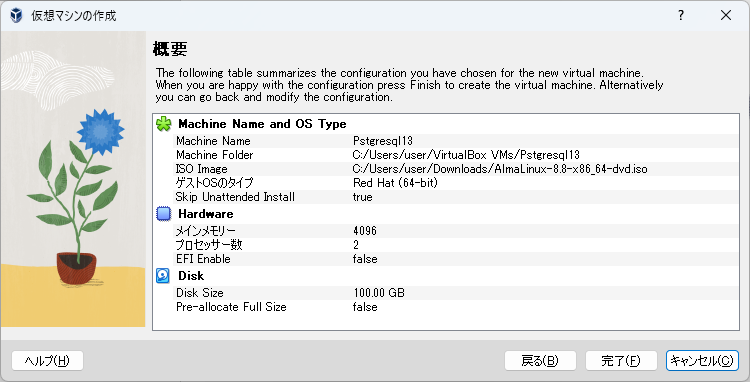 仮想マシンの作成
概要
The following table summarizes the configuration you have chosen for the new virtual machine.
When you are happy with the configuration press Finish to create the virtual machine. Alternatively
you can go back and modify the configuration.
Machine Name and OS Type
Machine Name Pstgresql13
Machine Folder C:/Users/user/VirtualBox VMs/Pstgresql13
ISO Image C:/Users/user/Downloads/AlmaLinux-8.8-x86_64-dvd.iso
ゲストOSのタイプ Red Hat (64-bit)
Skip Unattended Install true
Hardware
メインメモリー 4096
プロセッサー数 2
EFI Enable false
Disk
Disk Size 100.00 GB
Pre-allocate Full Size false
ヘルプ(H) 戻る(B) 完了(F) キャンセル(C)